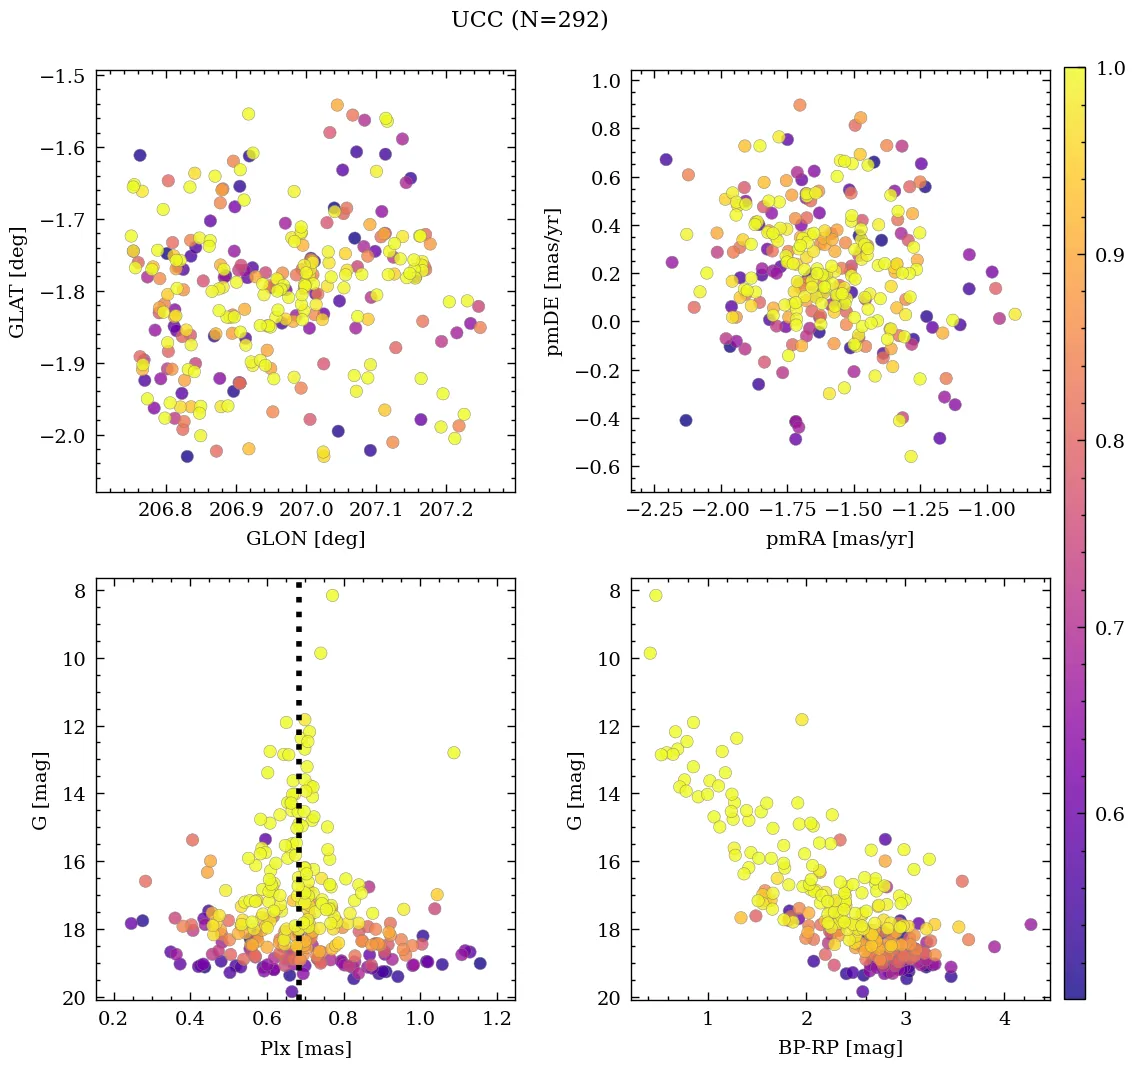 UCC (N=292)
−1.5
−1.6
−1.7
−1.8
−1.9
−2.0
GLAT [deg]
206.8 206.9 207.0 207.1 207.2
GLON [deg]
1.0
0.8
0.6
0.4
0.2
0.0
−0.2
−0.4
−0.6
pmDE [mas/yr]
−2.25 −2.00 −1.75 −1.50 −1.25 −1.00
pmRA [mas/yr]
8
10
12
14
16
18
20
G [mag]
0.2 0.4 0.6 0.8 1.0 1.2
Plx [mas]
8
10
12
14
16
18
20
G [mag]
1 2 3 4
BP-RP [mag]
1.0
0.9
0.8
0.7
0.6